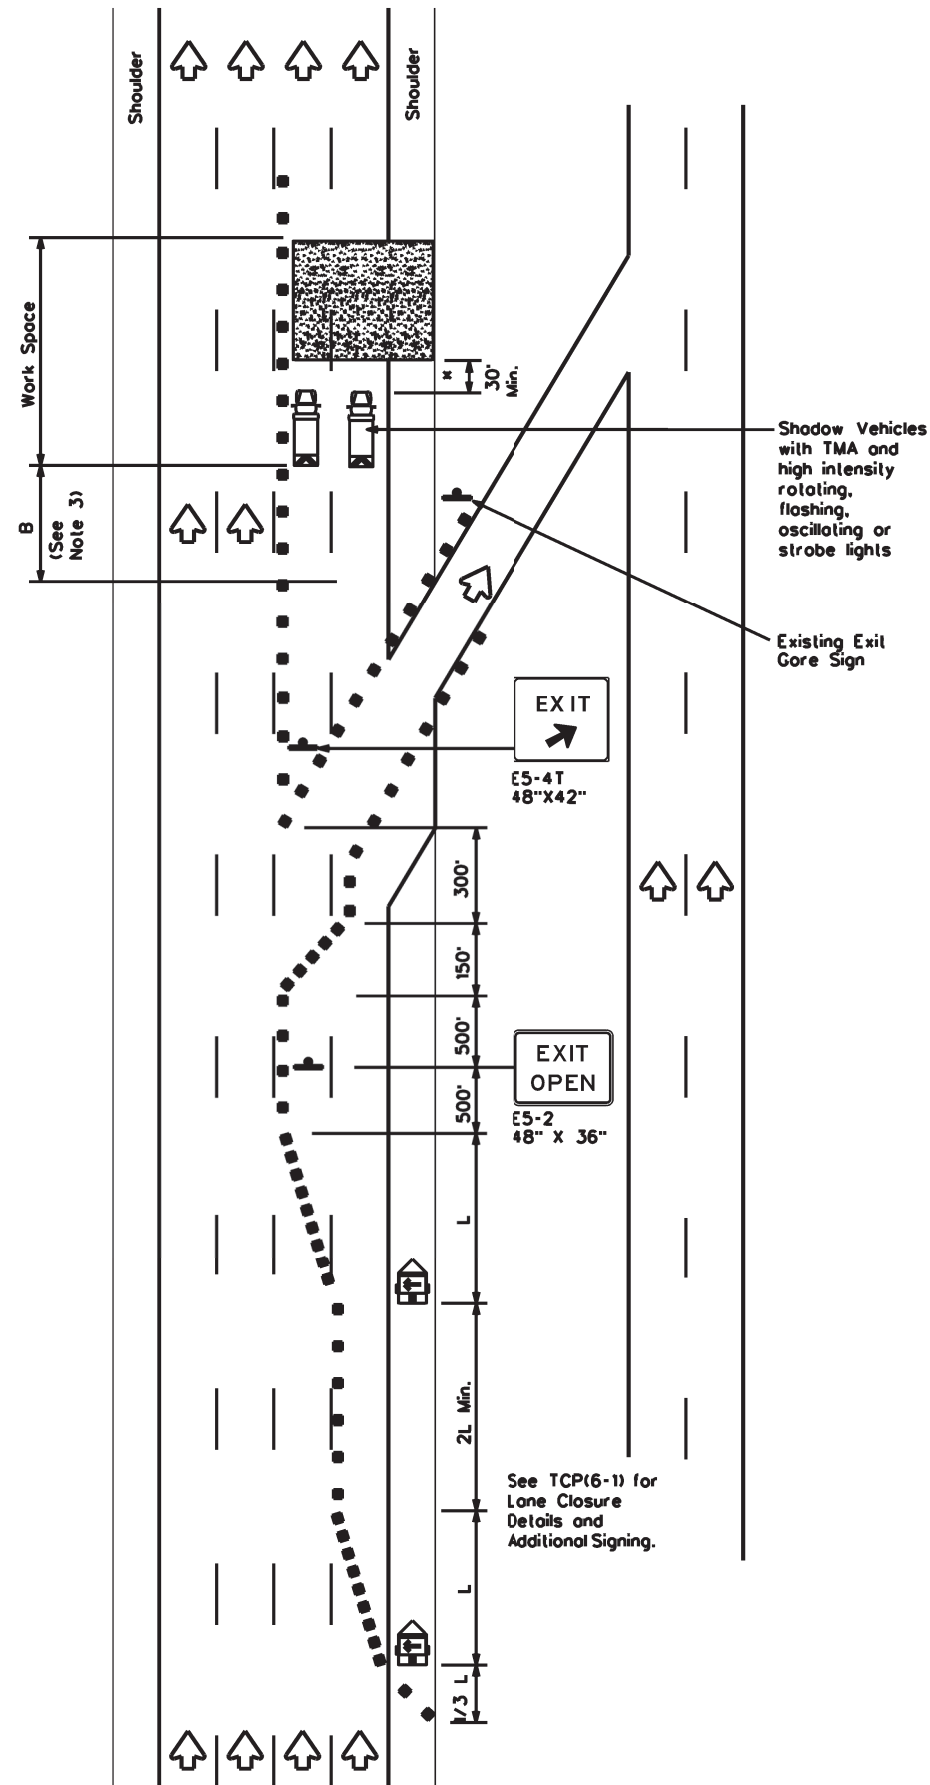 Shoulder
Shoulder
Work Space
x
30'
Min.
Shadow Vehicles
with TMA and
high intensity
rotating,
flashing,
oscillating or
strobe lights
B
(See
Note 3)
Existing Exit
Gore Sign
EXIT
E5-4T
48"X42"
300'
150'
500'
EXIT
OPEN
500'
E5-2
48" X 36"
L
2L Min.
See TCP(6-1) for
Lane Closure
Details and
Additional Signing.
L
1/3 L